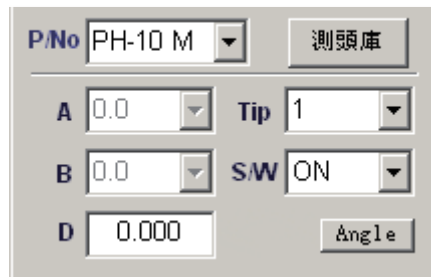 P/No PH-10 M 測頭庫
A 0.0 Tip 1
B 0.0 S/W ON
D 0.000 Angle